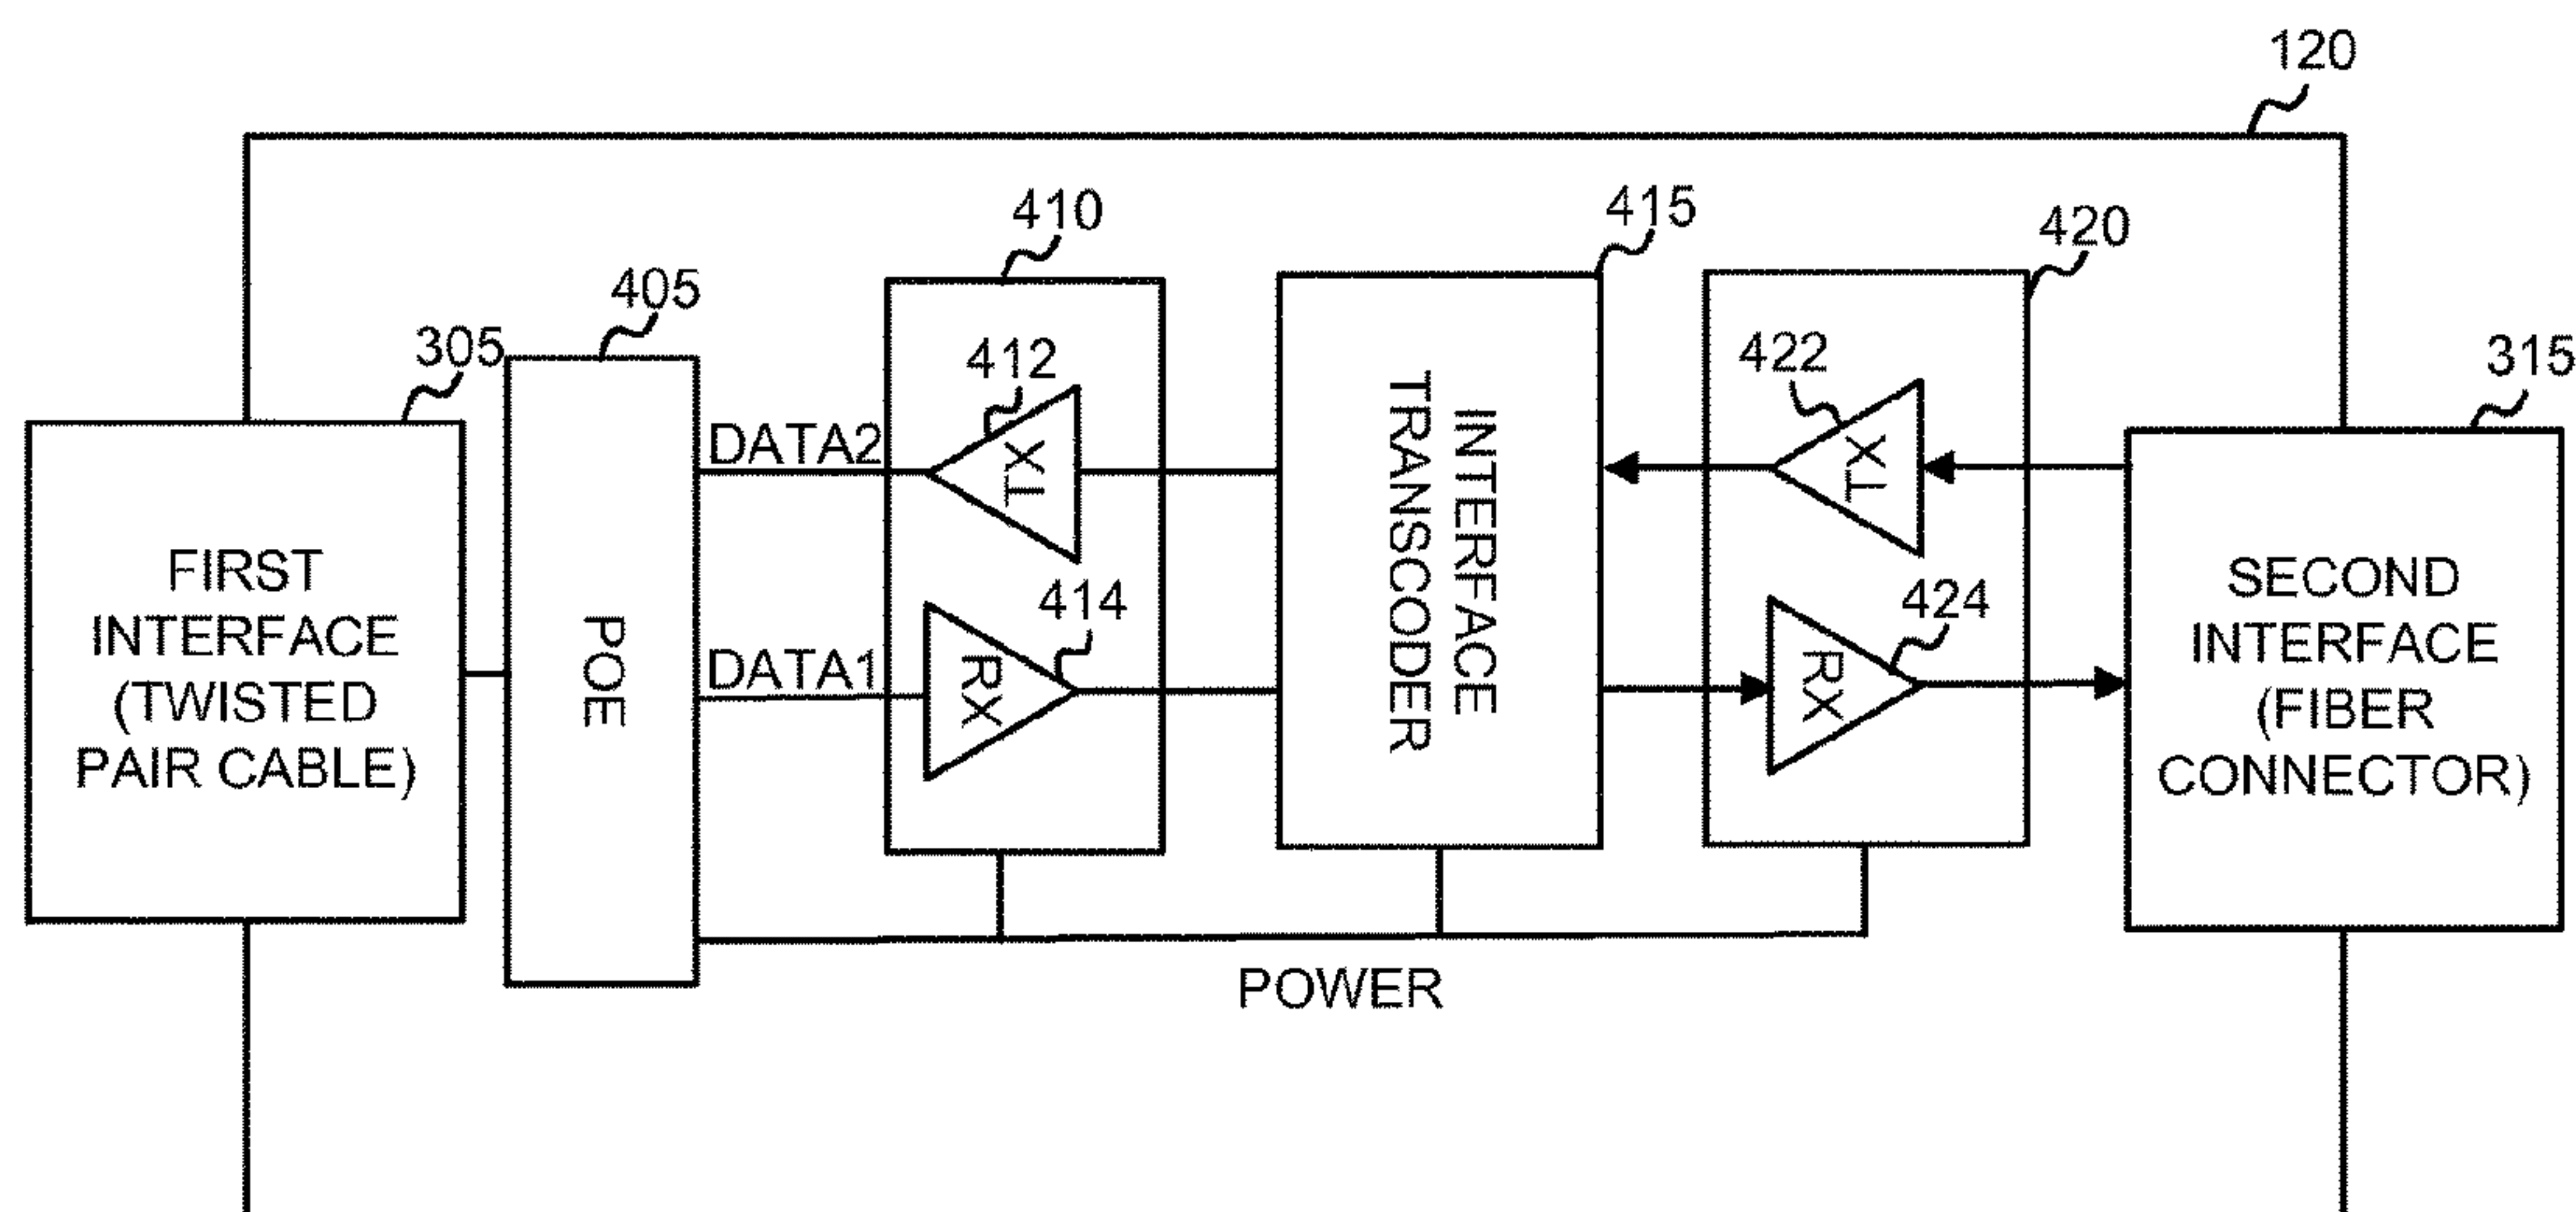 120
410
415
420
405
305
412
422
315
DATA2
TX
TX
INTERFACE
TRANSCODER
FIRST
INTERFACE
(TWISTED
PAIR CABLE)
POE
DATA1
414
RX
424
RX
SECOND
INTERFACE
(FIBER
CONNECTOR)
POWER